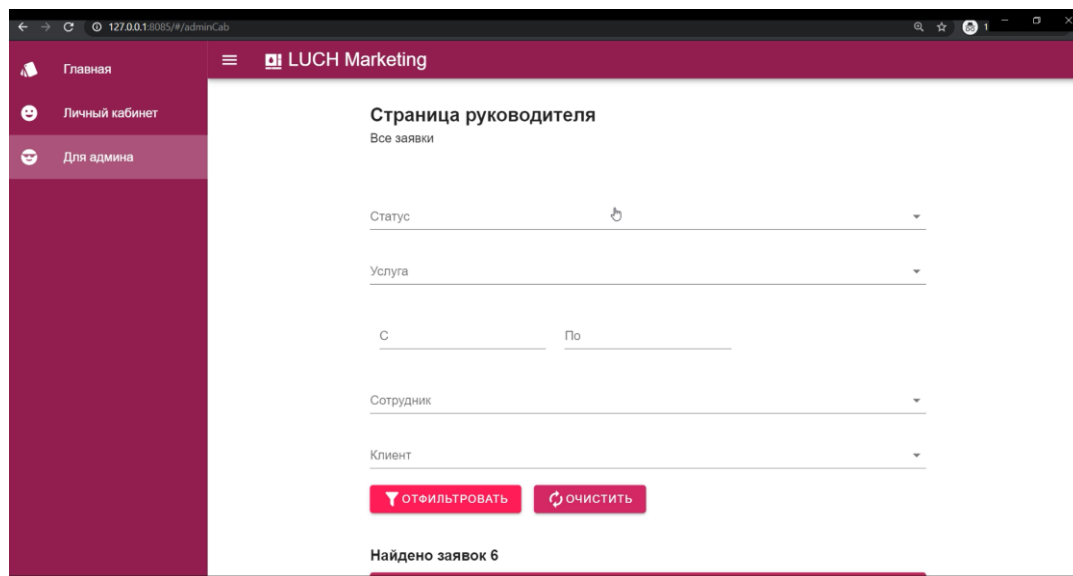 127.0.0.1:8085/#/adminCab
Главная
LUCH Marketing
Личный кабинет
Для админа
Страница руководителя
Все заявки
Статус
Услуга
С
По
Сотрудник
Клиент
ОТФИЛЬТРОВАТЬ
ОЧИСТИТЬ
Найдено заявок 6